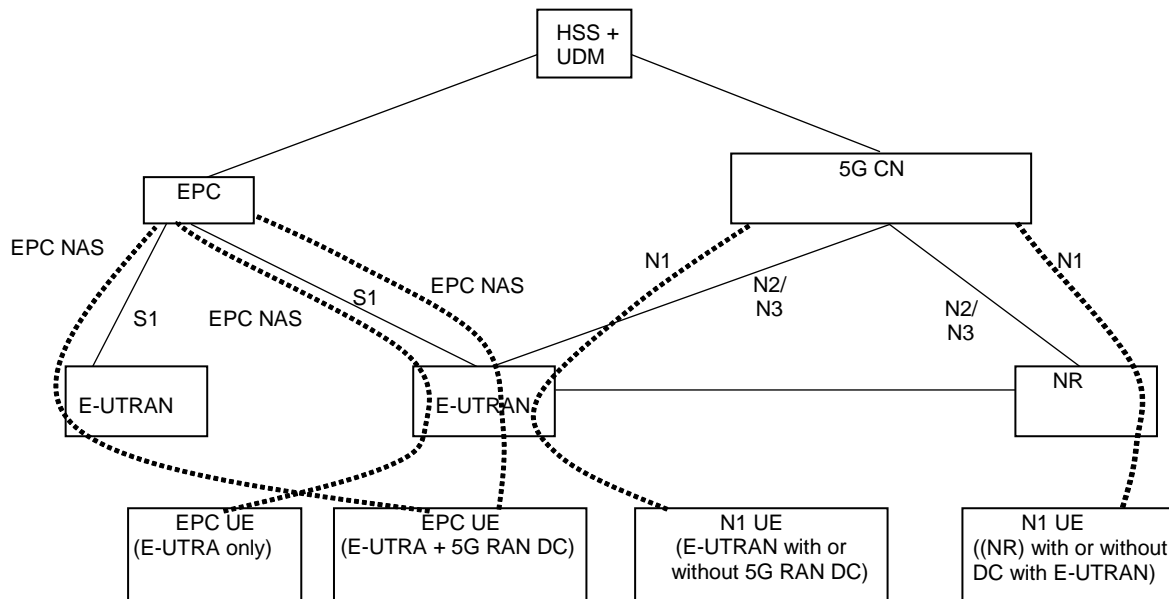 HSS +
UDM
EPC
5G CN
EPC NAS
N1
N1
S1
EPC NAS
S1
EPC NAS
N2/
N3
N2/
N3
E-UTRAN
E-UTRAN
NR
EPC UE
(E-UTRA only)
EPC UE
(E-UTRA + 5G RAN DC)
N1 UE
(E-UTRAN with or
without 5G RAN DC)
N1 UE
((NR) with or without
DC with E-UTRAN)